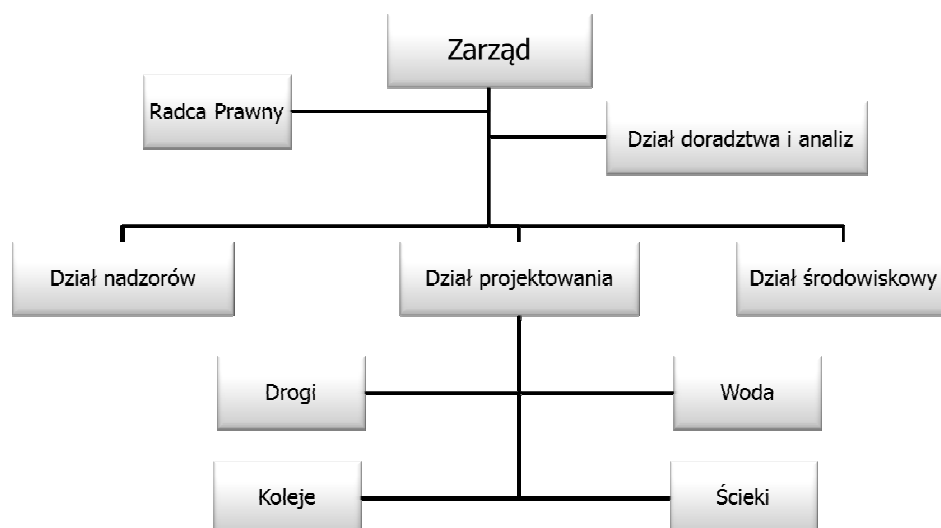 Zarząd
Radca Prawny
Dział doradztwa i analiz
Dział nadzorów
Dział projektowania
Dział środowiskowy
Drogi
Woda
Koleje
Ścieki